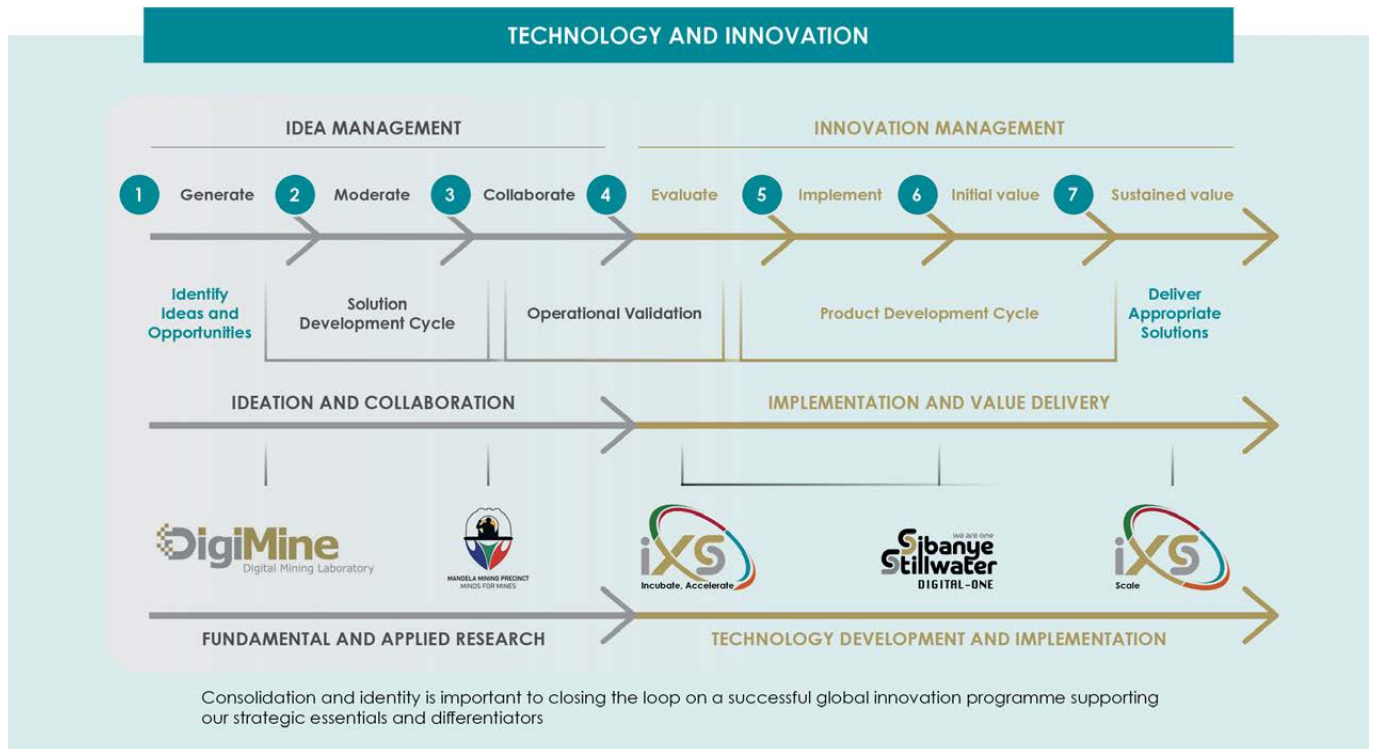 TECHNOLOGY AND INNOVATION
IDEA MANAGEMENT
INNOVATION MANAGEMENT
1 Generate 2 Moderate 3 Collaborate 4 Evaluate 5 Implement 6 Initial value 7 Sustained value
Identify
Ideas and
Opportunities
Solution
Development Cycle
Operational Validation
Product Development Cycle
Deliver
Appropriate
Solutions
IDEATION AND COLLABORATION
IMPLEMENTATION AND VALUE DELIVERY
DigiMine
Digital Mining Laboratory
MANDELA MINING PRECINCT
MINDS FOR MINES
iXS
Incubate, Accelerate
we are one
Sibanye
Stillwater
DIGITAL-ONE
iXS
Scale
FUNDAMENTAL AND APPLIED RESEARCH
TECHNOLOGY DEVELOPMENT AND IMPLEMENTATION
Consolidation and identity is important to closing the loop on a successful global innovation programme supporting
our strategic essentials and differentiators